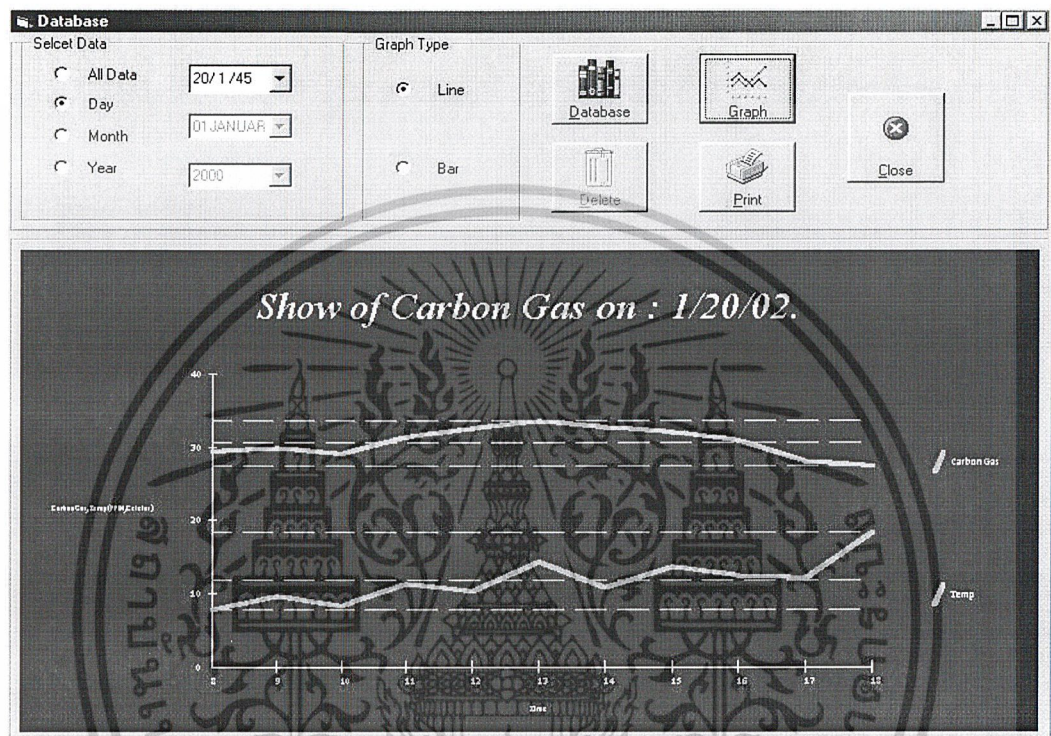 Database
Selcet Data
All Data
20/1/45
Day
Month
01 JANUAR
Year
2000
Graph Type
Line
Bar
Database
Graph
Delete
Print
Close
Show of Carbon Gas on : 1/20/02.
40
30
20
10
0
8
9
10
11
12
13
14
15
16
17
18
Time
Carbon Gas
Temp